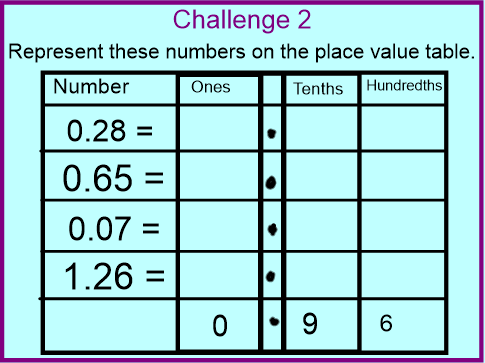 Challenge 2
Represent these numbers on the place value table.
Number Ones Tenths Hundredths
0.28 = .
0.65 = .
0.07 = .
1.26 = .
0 . 9 6